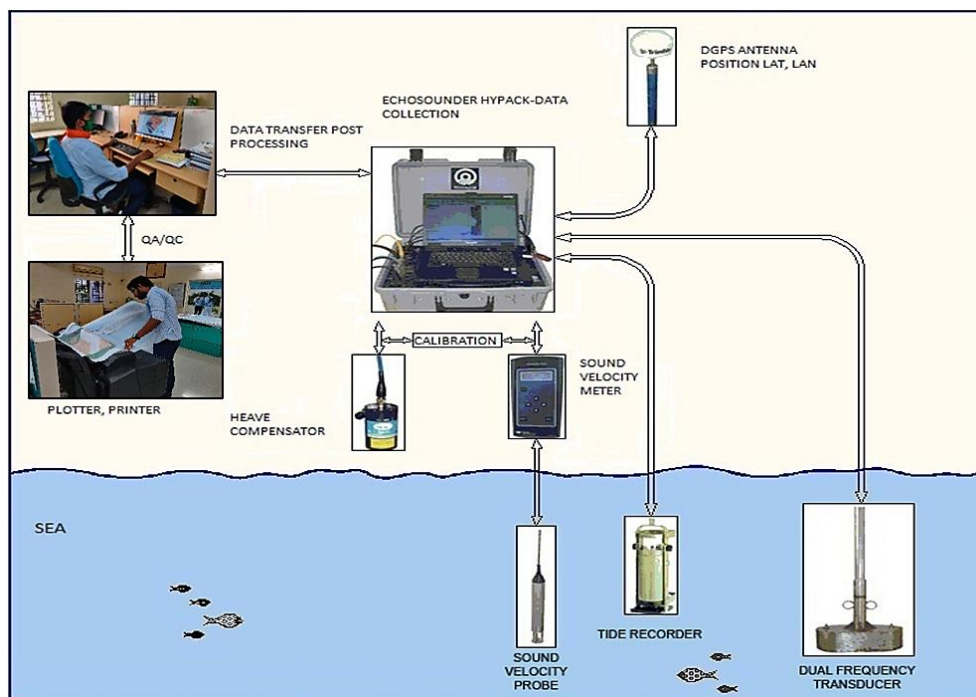 DGPS ANTENNA
POSITION LAT, LAN
ECHOSOUNDER HYPACK-DATA
COLLECTION
DATA TRANSFER POST
PROCESSING
QA/QC
CALIBRATION
SOUND
VELOCITY
METER
PLOTTER, PRINTER
HEAVE
COMPENSATOR
SEA
TIDE RECORDER
SOUND
VELOCITY
PROBE
DUAL FREQUENCY
TRANSDUCER